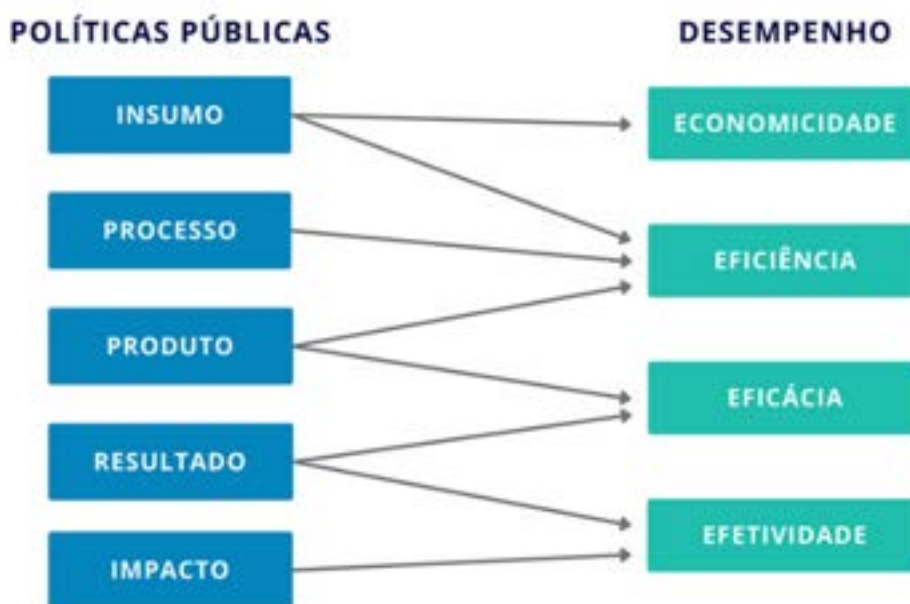 POLÍTICAS PÚBLICAS
DESEMPENHO
INSUMO
ECONOMICIDADE
PROCESSO
EFICIÊNCIA
PRODUTO
EFICÁCIA
RESULTADO
EFETIVIDADE
IMPACTO